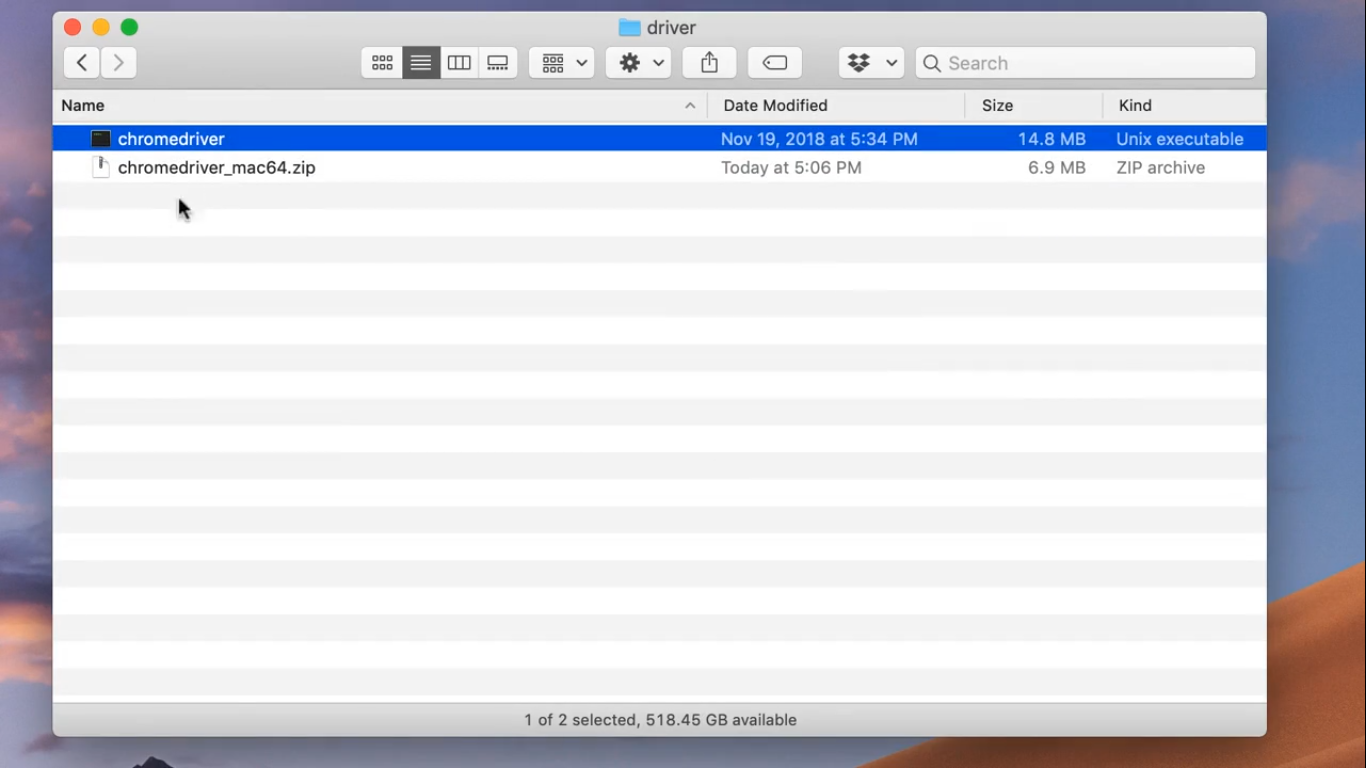 driver
Search
Name Date Modified Size Kind
chromedriver Nov 19, 2018 at 5:34 PM 14.8 MB Unix executable
chromedriver_mac64.zip Today at 5:06 PM 6.9 MB ZIP archive
1 of 2 selected, 518.45 GB available